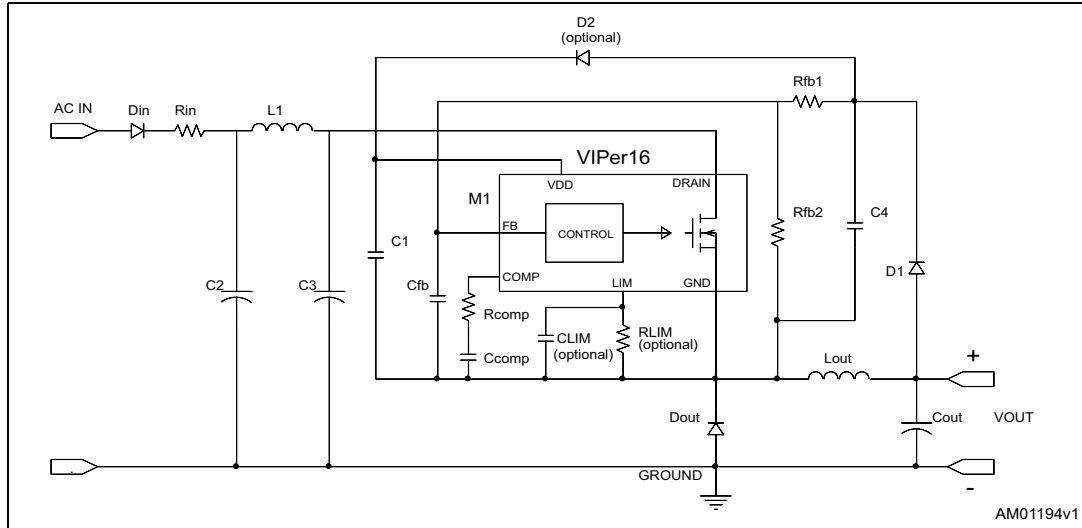 D2
(optional)
Rfb1
AC IN
Din
Rin
L1
VIPer16
VDD
DRAIN
M1
Rfb2
C4
FB
CONTROL
C1
D1
COMP
LIM
GND
C2
C3
Cfb
Rcomp
CLIM
(optional)
RLIM
(optional)
Ccomp
Lout
+
Dout
Cout
VOUT
GROUND
-
AM01194v1